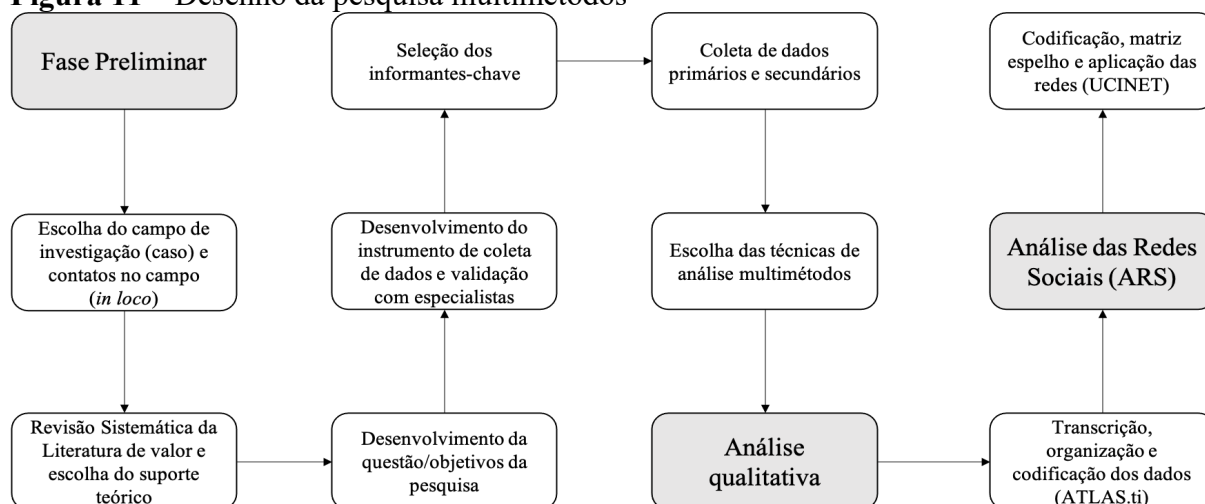 Figura 11 – Desenho da pesquisa multimétodos
Fase Preliminar
Escolha do campo de
investigação (caso) e
contatos no campo
(in loco)
Revisão Sistemática da
Literatura de valor e
escolha do suporte
teórico
Desenvolvimento da
questão/objetivos da
pesquisa
Desenvolvimento do
instrumento de coleta
de dados e validação
com especialistas
Seleção dos
informantes-chave
Coleta de dados
primários e secundários
Escolha das técnicas de
análise multimétodos
Análise
qualitativa
Transcrição,
organização e
codificação dos dados
(ATLAS.ti)
Análise das Redes
Sociais (ARS)
Codificação, matriz
espelho e aplicação das
redes (UCINET)